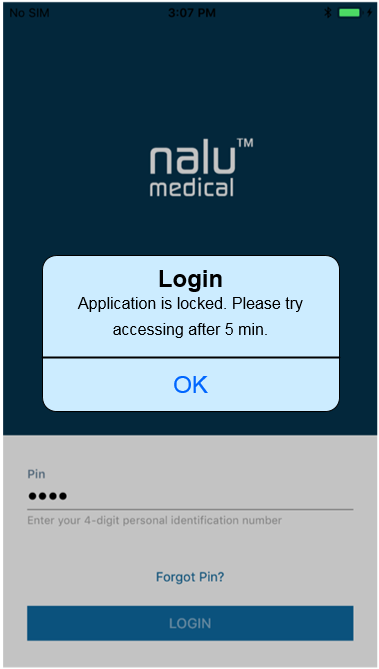 No SIM 3:07 PM
nalu™
medical
Login
Application is locked. Please try
accessing after 5 min.
OK
Pin
●●●●
Enter your 4-digit personal identification number
Forgot Pin?
LOGIN